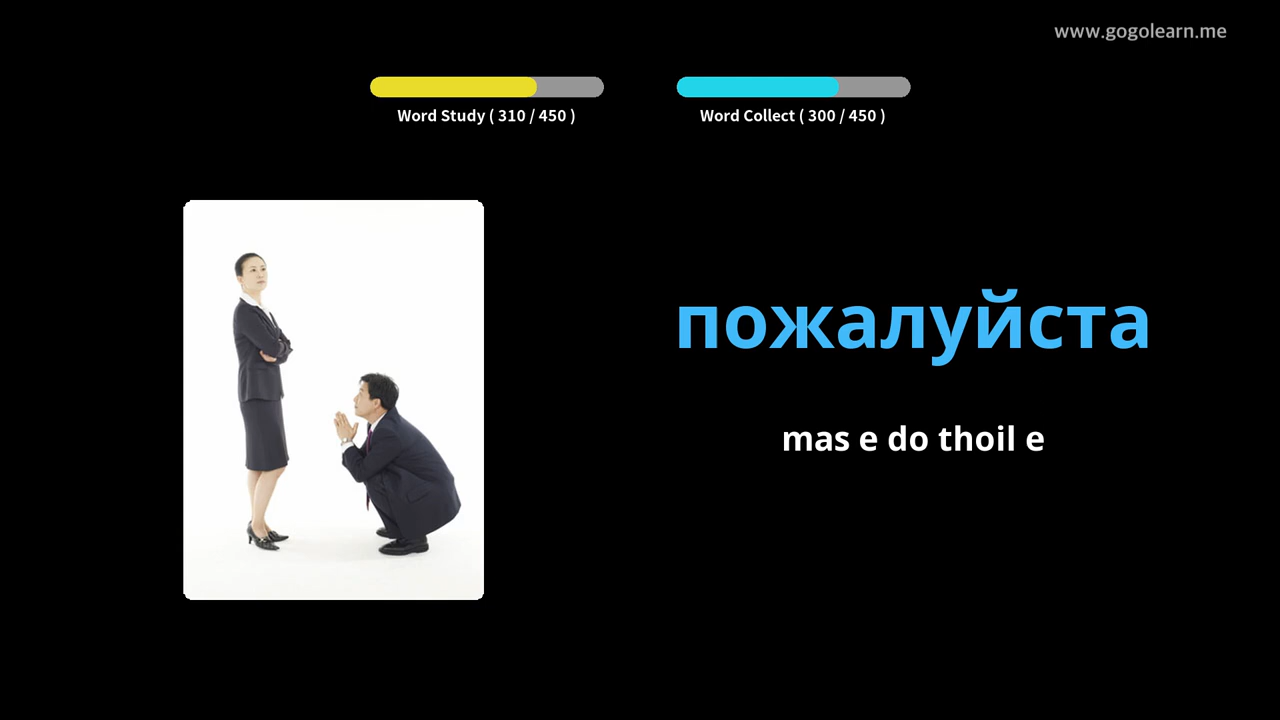 www.gogolearn.me
Word Study ( 310 / 450 )
Word Collect ( 300 / 450 )
пожалуйста
mas e do thoil e